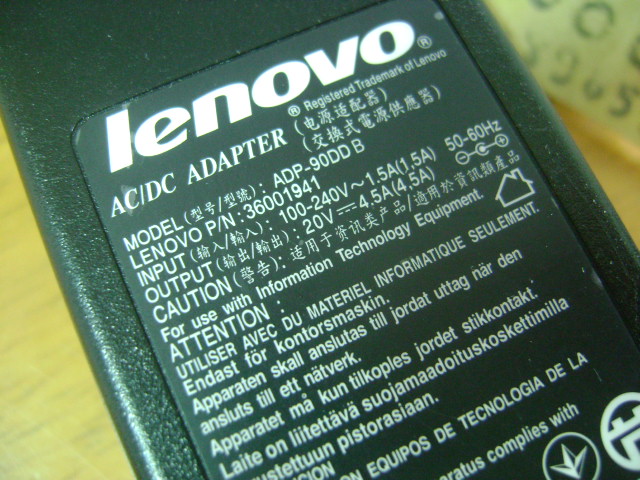 lenovo®
® Registered Trademark of Lenovo
AC/DC ADAPTER (电源适配器)
(交换式電源供應器)
MODEL (型号/型號): ADP-90DD B
LENOVO P/N: 36001941
INPUT (输入/輸入): 100-240V～1.5A(1.5A) 50-60Hz
OUTPUT (输出/輸出): 20V⎓4.5A(4.5A)
CAUTION (警告): 适用于资讯类产品/適用於資訊類產品
For use with Information Technology Equipment.
ATTENTION :
UTILISER AVEC DU MATERIEL INFORMATIQUE SEULEMENT.
Endast för kontorsmaskin.
Apparaten skall anslutas till jordat uttag när den
ansluts till ett nätverk.
Apparatet må kun tilkoples jordet stikkontakt.
Laite on liitettävä suojamaadoituskoskettimilla
ustettuun pistorasiaan.
ON EQUIPOS DE TECNOLOGIA DE LA
CION
aratus complies with